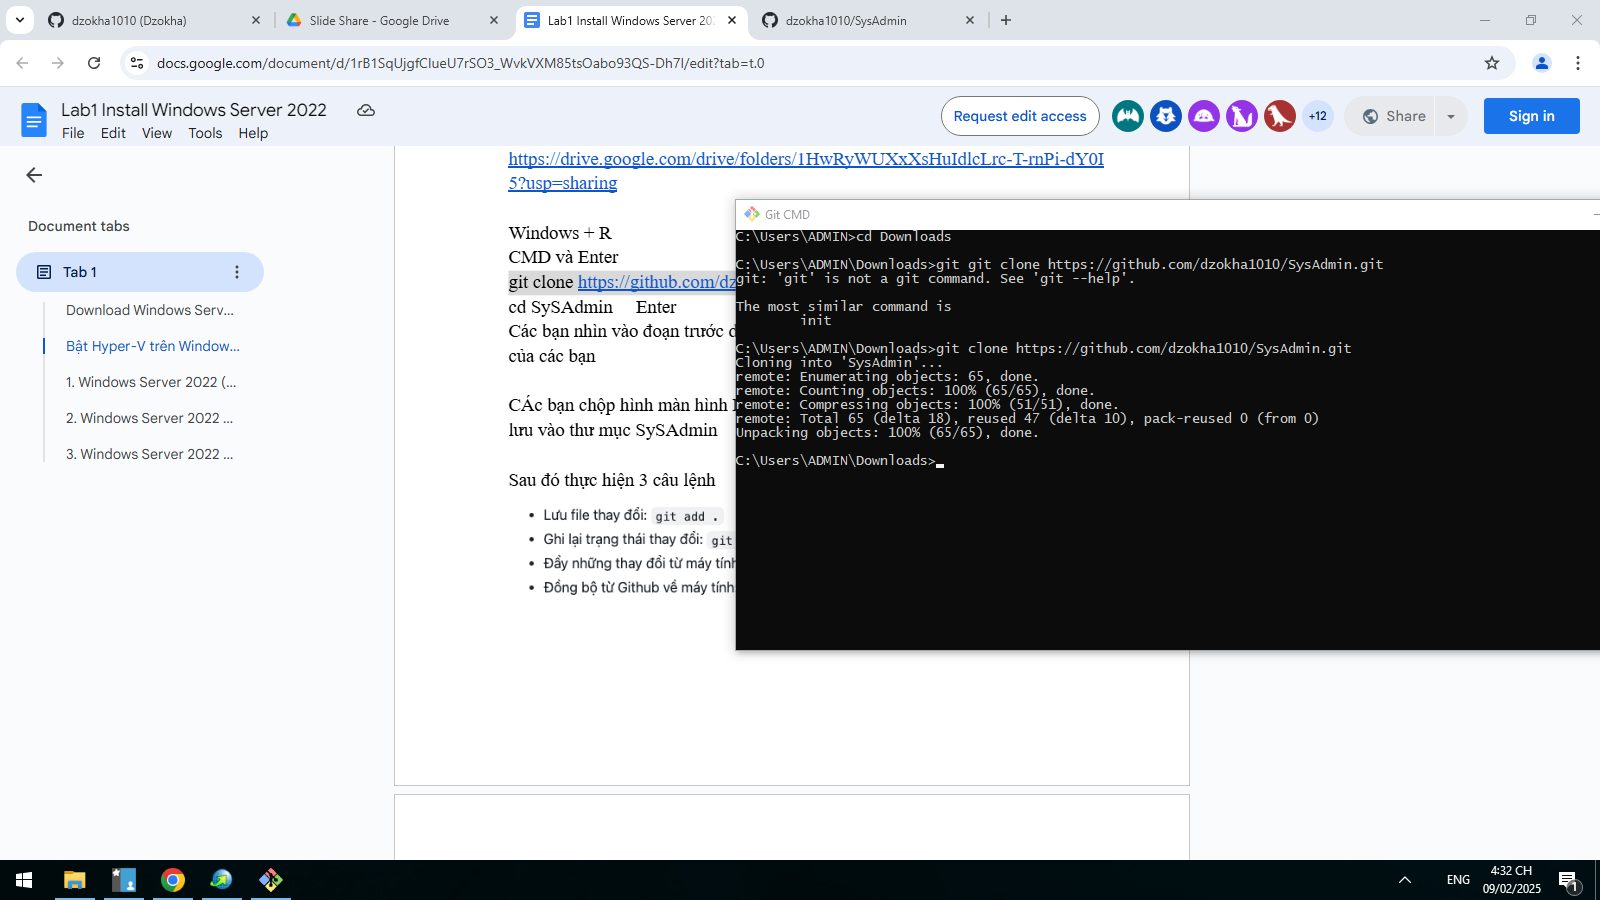 dzokha1010 (Dzokha)
Slide Share - Google Drive
Lab1 Install Windows Server 202
dzokha1010/SysAdmin
docs.google.com/document/d/1rB1SqUjgfCIueU7rSO3_WvkVXM85tsOabo93QS-Dh7I/edit?tab=t.0
Lab1 Install Windows Server 2022
File Edit View Tools Help
Request edit access
+12
Share
Sign in
Document tabs
Tab 1
Download Windows Serv...
Bật Hyper-V trên Window...
1. Windows Server 2022 (...
2. Windows Server 2022 ...
3. Windows Server 2022 ...
https://drive.google.com/drive/folders/1HwRyWUXxXsHuIdlcLrc-T-rnPi-dY0I
5?usp=sharing
Windows + R
CMD và Enter
git clone https://github.com/dz
cd SySAdmin Enter
Các bạn nhìn vào đoạn trước d
của các bạn
CÁc bạn chộp hình màn hình
lưu vào thư mục SySAdmin
Sau đó thực hiện 3 câu lệnh
• Lưu file thay đổi: git add .
• Ghi lại trạng thái thay đổi: git
• Đẩy những thay đổi từ máy tính
• Đồng bộ từ Github về máy tính:
Git CMD
C:\Users\ADMIN>cd Downloads
C:\Users\ADMIN\Downloads>git git clone https://github.com/dzokha1010/SysAdmin.git
git: 'git' is not a git command. See 'git --help'.
The most similar command is
init
C:\Users\ADMIN\Downloads>git clone https://github.com/dzokha1010/SysAdmin.git
Cloning into 'SysAdmin'...
remote: Enumerating objects: 65, done.
remote: Counting objects: 100% (65/65), done.
remote: Compressing objects: 100% (51/51), done.
remote: Total 65 (delta 18), reused 47 (delta 10), pack-reused 0 (from 0)
Unpacking objects: 100% (65/65), done.
C:\Users\ADMIN\Downloads>
ENG
4:32 CH
09/02/2025
1